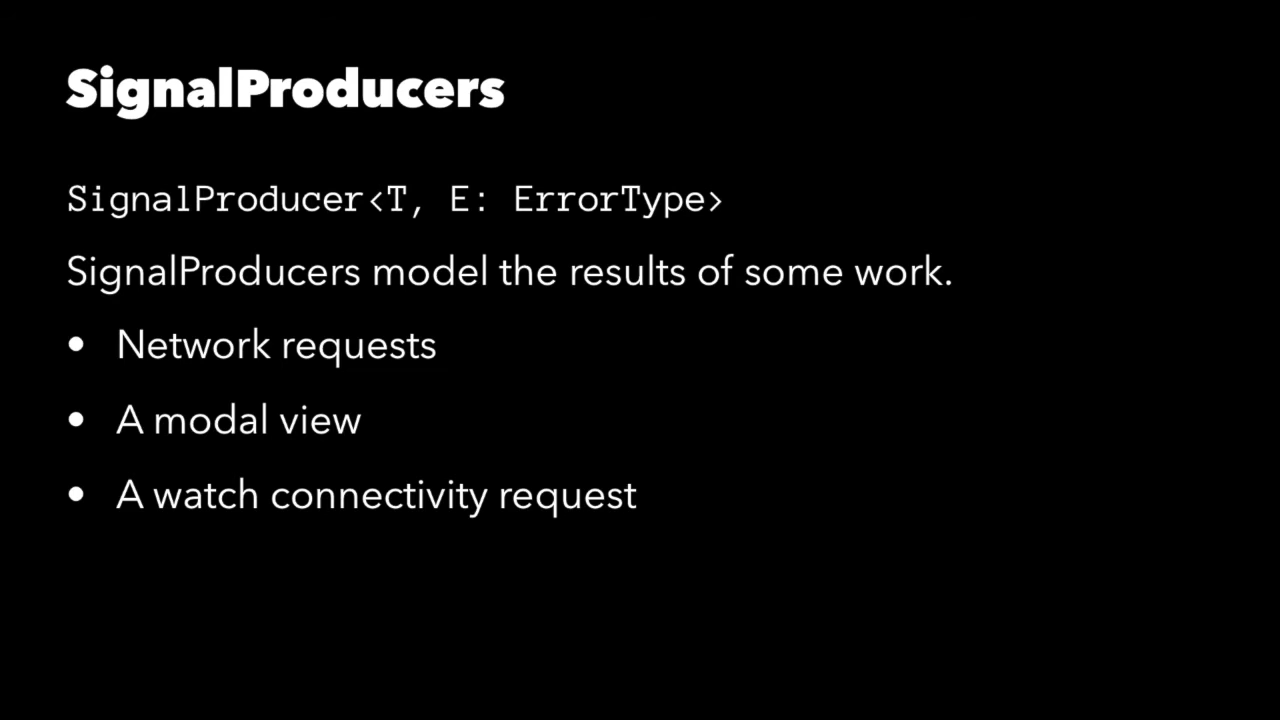 SignalProducers
SignalProducer<T, E: ErrorType>
SignalProducers model the results of some work.
• Network requests
• A modal view
• A watch connectivity request